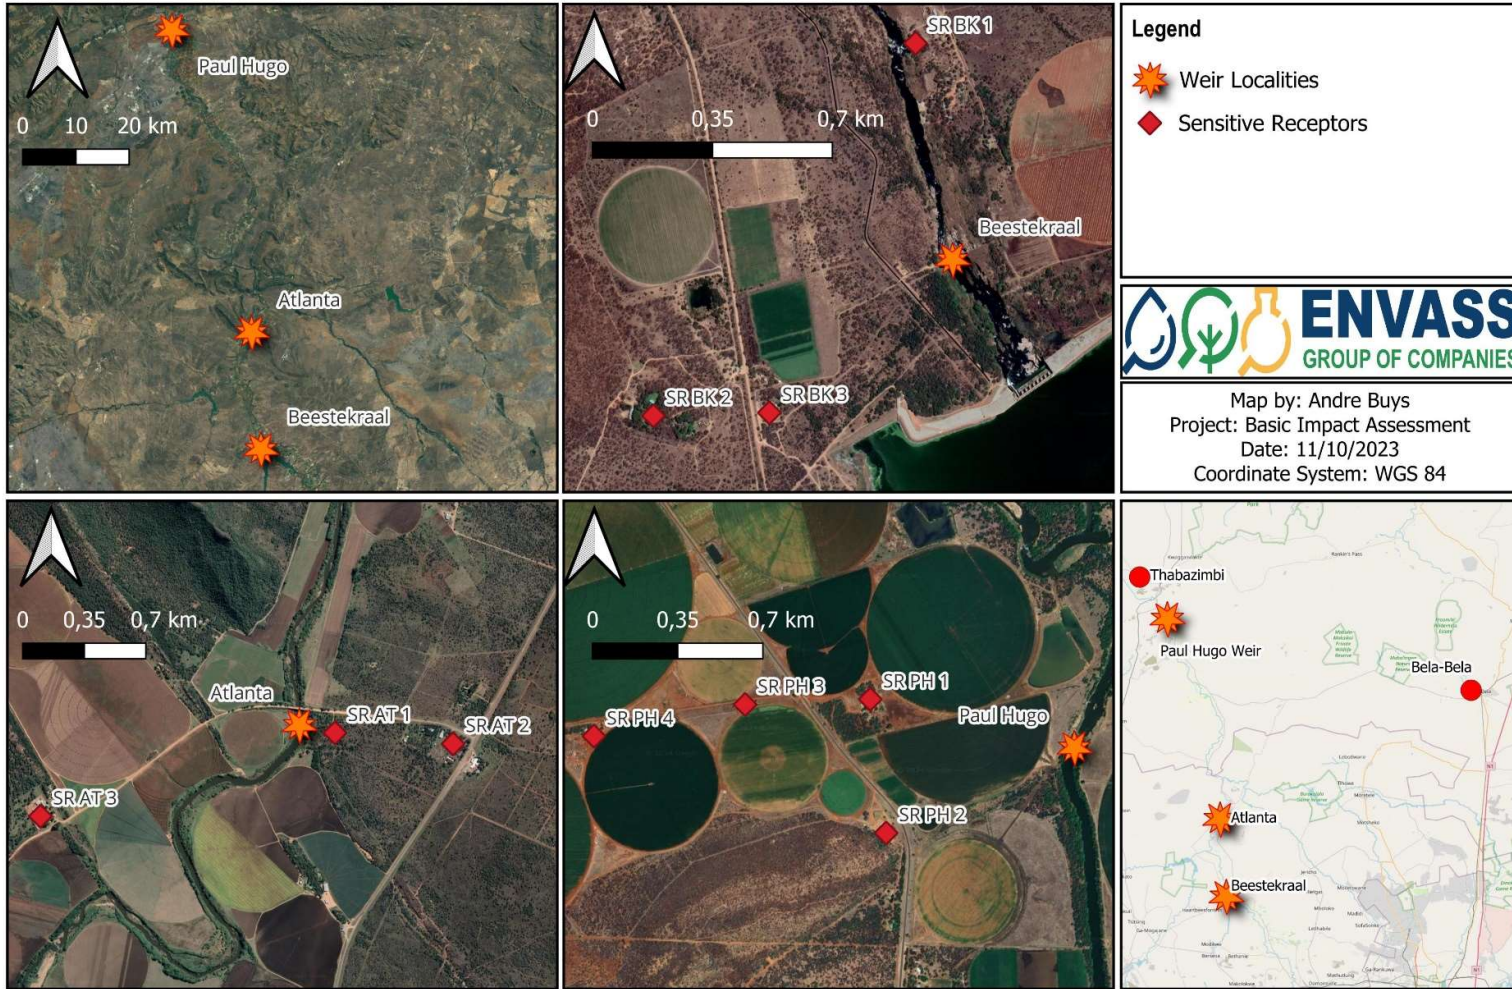 Paul Hugo
0 10 20 km
Atlanta
Beestekraal
SR BK 1
0 0,35 0,7 km
Beestekraal
SR BK 2
SR BK 3
Legend
Weir Localities
Sensitive Receptors
ENVASS
GROUP OF COMPANIES
Map by: Andre Buys
Project: Basic Impact Assessment
Date: 11/10/2023
Coordinate System: WGS 84
0 0,35 0,7 km
Atlanta
SR AT 1
SR AT 2
SR AT 3
0 0,35 0,7 km
SR PH 1
SR PH 3
Paul Hugo
SR PH 4
SR PH 2
Thabazimbi
Paul Hugo Weir
Bela-Bela
Atlanta
Beestekraal